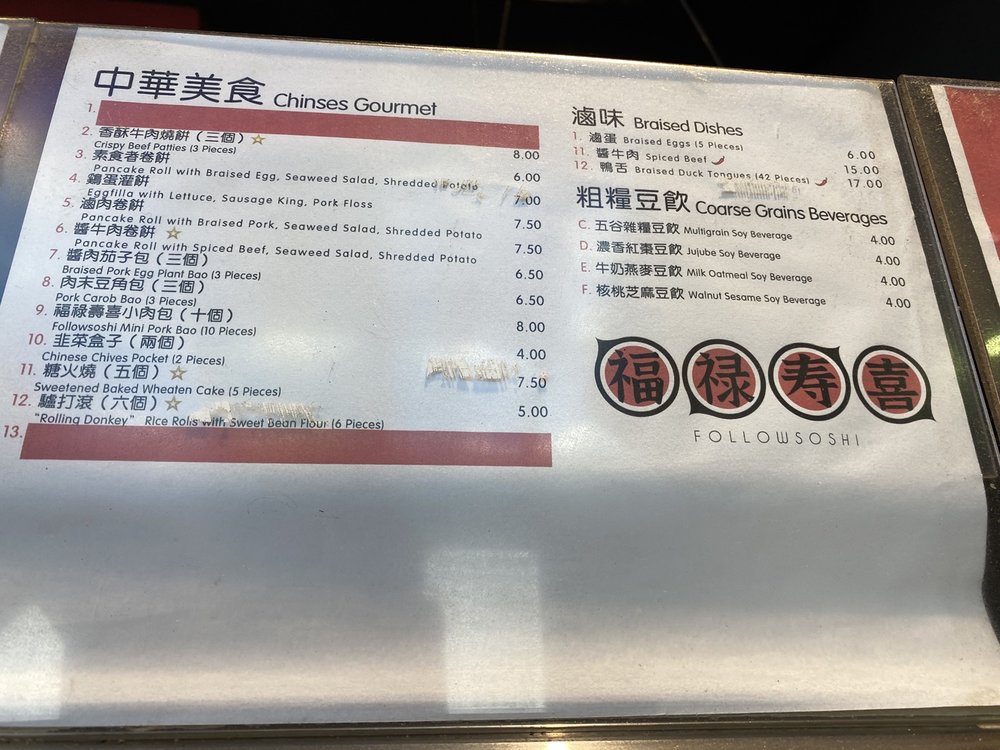 中華美食 Chinses Gourmet
1.
2. 香酥牛肉燒餅（三個）☆
Crispy Beef Patties (3 Pieces) 8.00
3. 素食者卷餅
Pancake Roll with Braised Egg, Seaweed Salad, Shredded Potato 6.00
4. 鷄蛋灌餅
Eggfilla with Lettuce, Sausage King, Pork Floss 7.00
5. 滷肉卷餅
Pancake Roll with Braised Pork, Seaweed Salad, Shredded Potato 7.50
6. 醬牛肉卷餅 ☆
Pancake Roll with Spiced Beef, Seaweed Salad, Shredded Potato 7.50
7. 醬肉茄子包（三個）
Braised Pork Egg Plant Bao (3 Pieces) 6.50
8. 肉末豆角包（三個）
Pork Carob Bao (3 Pieces) 6.50
9. 福祿壽喜小肉包（十個）
Followsoshi Mini Pork Bao (10 Pieces) 8.00
10. 韭菜盒子（兩個）
Chinese Chives Pocket (2 Pieces) 4.00
11. 糖火燒（五個）☆
Sweetened Baked Wheaten Cake (5 Pieces) 7.50
12. 驢打滾（六個）☆
"Rolling Donkey" Rice Rolls with Sweet Bean Flour (6 Pieces) 5.00
13.
滷味 Braised Dishes
1. 滷蛋 Braised Eggs (5 Pieces) 6.00
11. 醬牛肉 Spiced Beef 15.00
12. 鴨舌 Braised Duck Tongues (42 Pieces) 17.00
粗糧豆飲 Coarse Grains Beverages
C. 五谷雜糧豆飲 Multigrain Soy Beverage 4.00
D. 濃香紅棗豆飲 Jujube Soy Beverage 4.00
E. 牛奶燕麥豆飲 Milk Oatmeal Soy Beverage 4.00
F. 核桃芝麻豆飲 Walnut Sesame Soy Beverage 4.00
福禄寿喜
FOLLOWSOSHI